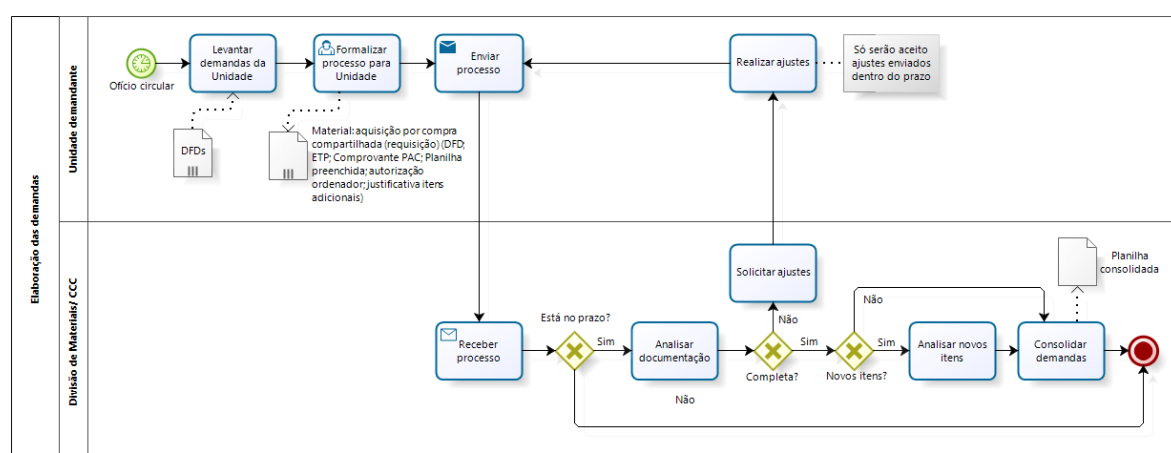 Elaboração das demandas
Unidade demandante
Ofício circular
Levantar
demandas da
Unidade
DFDs
Formalizar
processo para
Unidade
Material: aquisição por compra
compartilhada (requisição) (DFD;
ETP; Comprovante PAC; Planilha
preenchida; autorização
ordenador; justificativa itens
adicionais)
Enviar
processo
Realizar ajustes
Só serão aceito
ajustes enviados
dentro do prazo
Divisão de Materiais/ CCC
Receber
processo
Está no prazo?
Sim
Não
Analisar
documentação
Completa?
Não
Sim
Solicitar ajustes
Novos itens?
Não
Sim
Analisar novos
itens
Consolidar
demandas
Planilha
consolidada